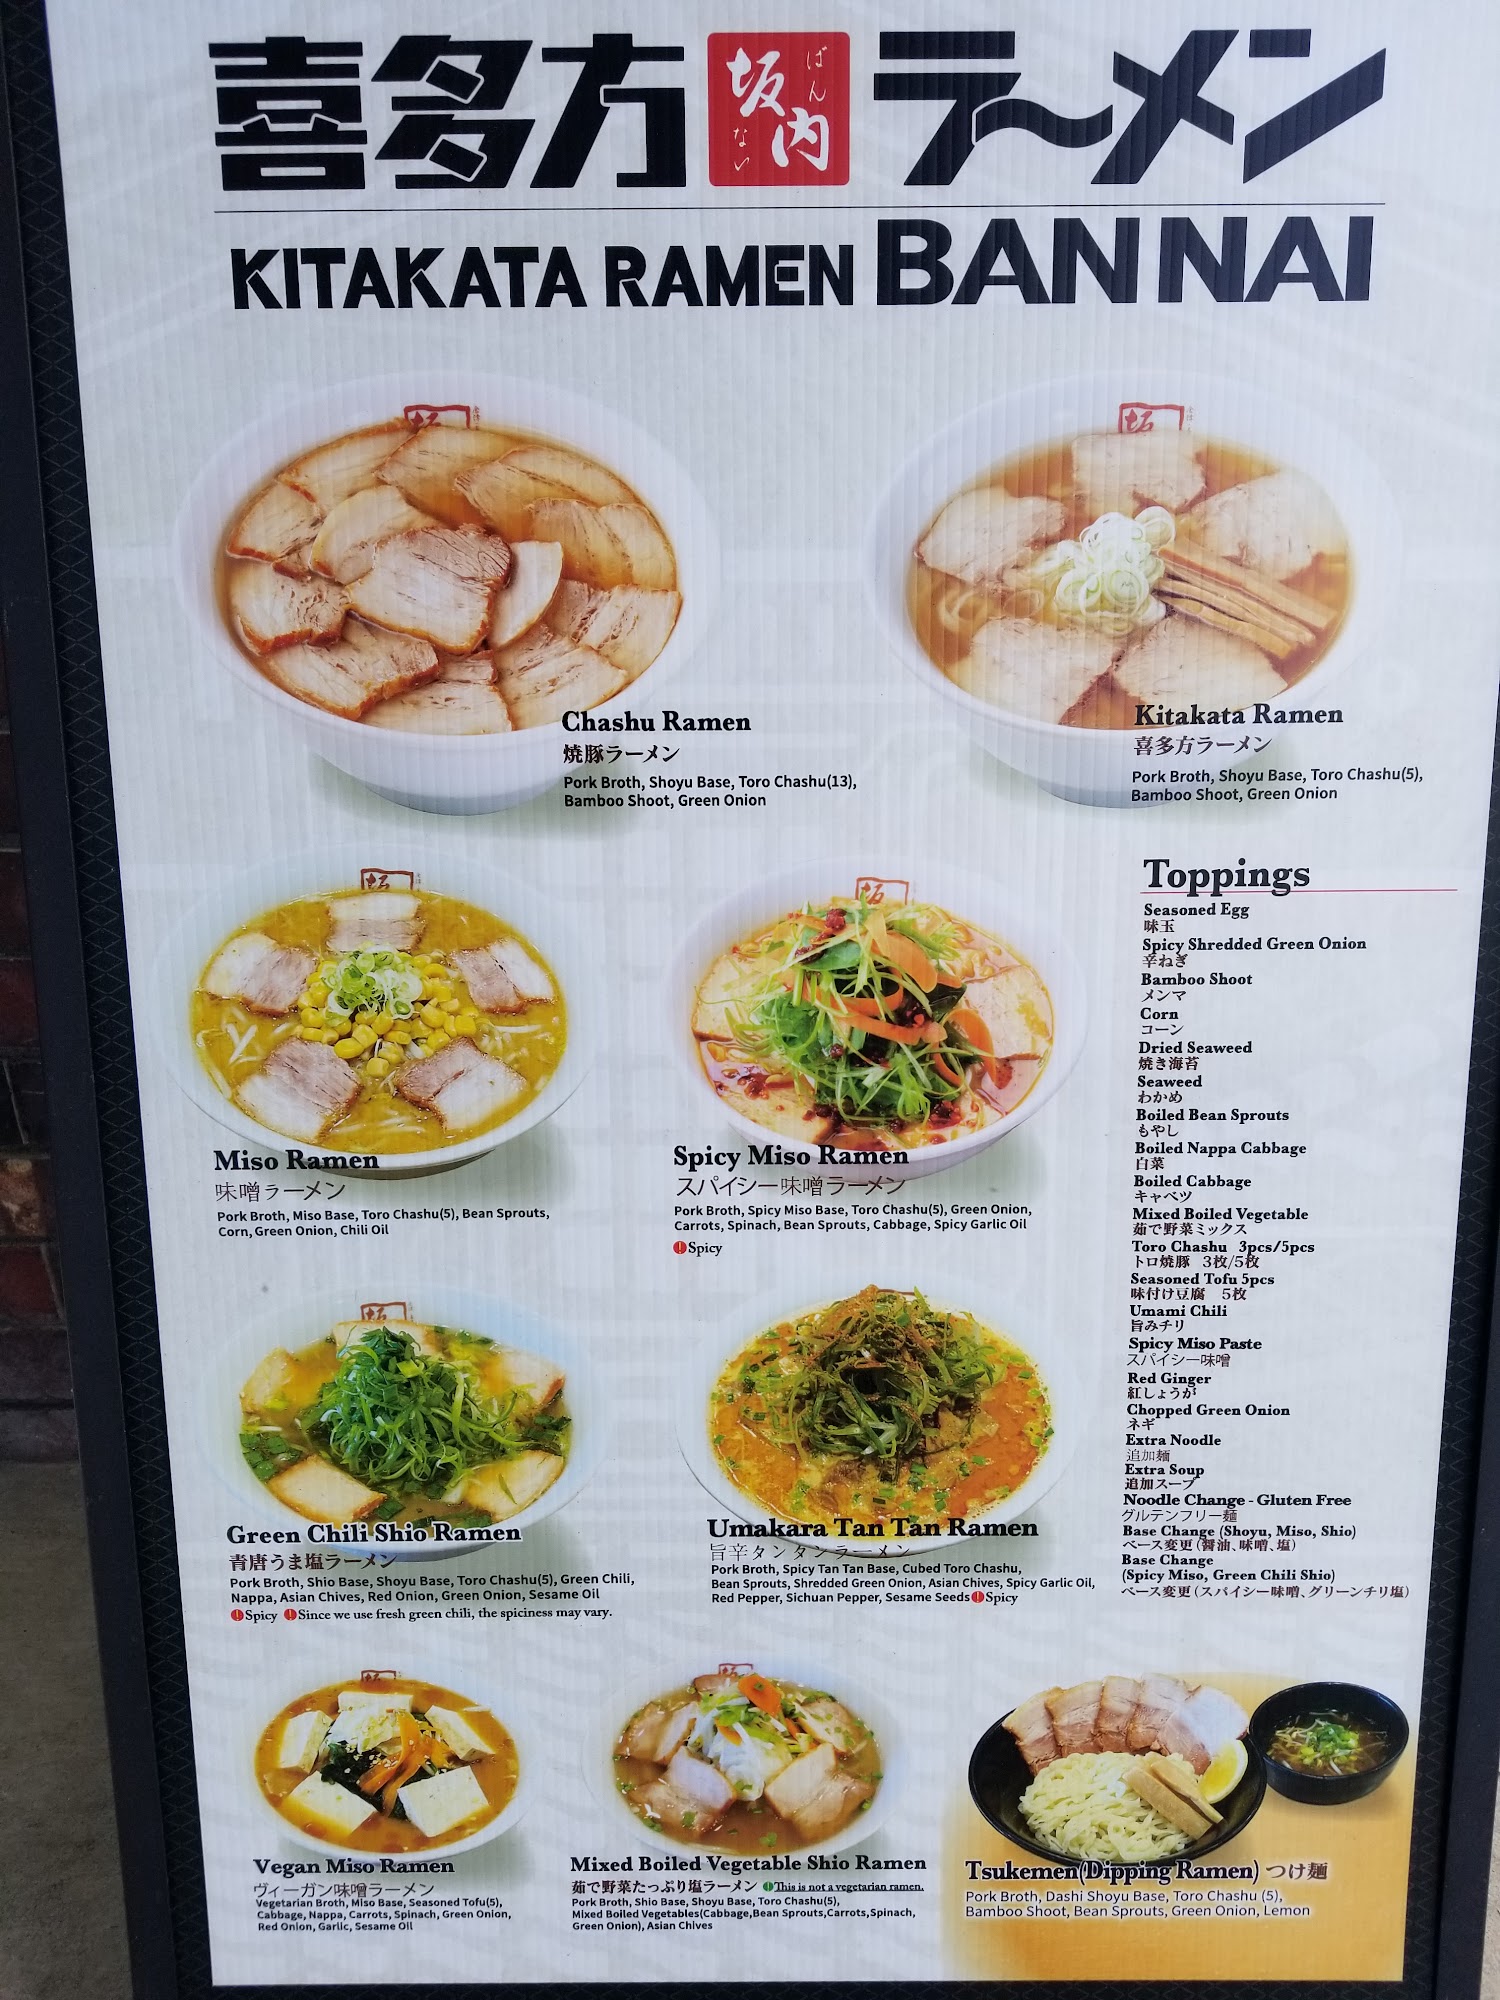 喜多方 坂内 ばんない ラーメン
KITAKATA RAMEN BAN NAI
Chashu Ramen
焼豚ラーメン
Pork Broth, Shoyu Base, Toro Chashu(13),
Bamboo Shoot, Green Onion
Kitakata Ramen
喜多方ラーメン
Pork Broth, Shoyu Base, Toro Chashu(5),
Bamboo Shoot, Green Onion
Miso Ramen
味噌ラーメン
Pork Broth, Miso Base, Toro Chashu(5), Bean Sprouts,
Corn, Green Onion, Chili Oil
Spicy Miso Ramen
スパイシー味噌ラーメン
Pork Broth, Spicy Miso Base, Toro Chashu(5), Green Onion,
Carrots, Spinach, Bean Sprouts, Cabbage, Spicy Garlic Oil
Spicy
Green Chili Shio Ramen
青唐うま塩ラーメン
Pork Broth, Shio Base, Shoyu Base, Toro Chashu(5), Green Chili,
Nappa, Asian Chives, Red Onion, Green Onion, Sesame Oil
Spicy Since we use fresh green chili, the spiciness may vary.
Umakara Tan Tan Ramen
旨辛タンタンラーメン
Pork Broth, Spicy Tan Tan Base, Cubed Toro Chashu,
Bean Sprouts, Shredded Green Onion, Asian Chives, Spicy Garlic Oil,
Red Pepper, Sichuan Pepper, Sesame Seeds Spicy
Toppings
Seasoned Egg
味玉
Spicy Shredded Green Onion
辛ねぎ
Bamboo Shoot
メンマ
Corn
コーン
Dried Seaweed
焼き海苔
Seaweed
わかめ
Boiled Bean Sprouts
もやし
Boiled Nappa Cabbage
白菜
Boiled Cabbage
キャベツ
Mixed Boiled Vegetable
茹で野菜ミックス
Toro Chashu 3pcs/5pcs
トロ焼豚 3枚/5枚
Seasoned Tofu 5pcs
味付け豆腐 5枚
Umami Chili
旨みチリ
Spicy Miso Paste
スパイシー味噌
Red Ginger
紅しょうが
Chopped Green Onion
ネギ
Extra Noodle
追加麺
Extra Soup
追加スープ
Noodle Change - Gluten Free
グルテンフリー麺
Base Change (Shoyu, Miso, Shio)
ベース変更(醤油、味噌、塩)
Base Change
(Spicy Miso, Green Chili Shio)
ベース変更(スパイシー味噌、グリーンチリ塩)
Vegan Miso Ramen
ヴィーガン味噌ラーメン
Vegetarian Broth, Miso Base, Seasoned Tofu(5),
Cabbage, Nappa, Carrots, Spinach, Green Onion,
Red Onion, Garlic, Sesame Oil
Mixed Boiled Vegetable Shio Ramen
茹で野菜たっぷり塩ラーメン This is not a vegetarian ramen.
Pork Broth, Shio Base, Shoyu Base, Toro Chashu(5),
Mixed Boiled Vegetables(Cabbage,Bean Sprouts,Carrots,Spinach,
Green Onion), Asian Chives
Tsukemen(Dipping Ramen) つけ麺
Pork Broth, Dashi Shoyu Base, Toro Chashu (5),
Bamboo Shoot, Bean Sprouts, Green Onion, Lemon